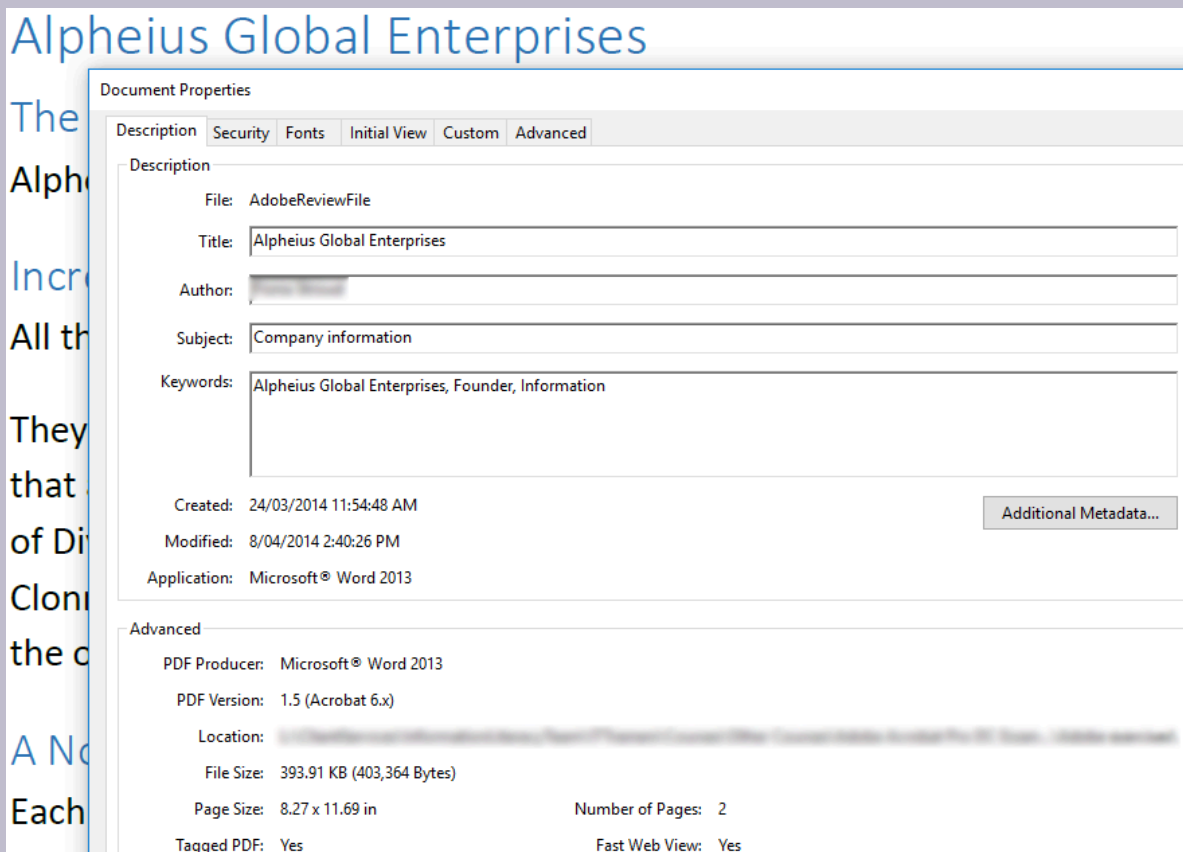 Alpheius Global Enterprises
Document Properties
The
Description Security Fonts Initial View Custom Advanced
Description
Alph
File: AdobeReviewFile
Title: Alpheius Global Enterprises
Incr
Author:
All th
Subject: Company information
Keywords: Alpheius Global Enterprises, Founder, Information
They
that
Created: 24/03/2014 11:54:48 AM
Additional Metadata...
of Di
Modified: 8/04/2014 2:40:26 PM
Application: Microsoft® Word 2013
Clon
Advanced
the o
PDF Producer: Microsoft® Word 2013
PDF Version: 1.5 (Acrobat 6.x)
Location:
A No
File Size: 393.91 KB (403,364 Bytes)
Each
Page Size: 8.27 x 11.69 in Number of Pages: 2
Tagged PDF: Yes Fast Web View: Yes